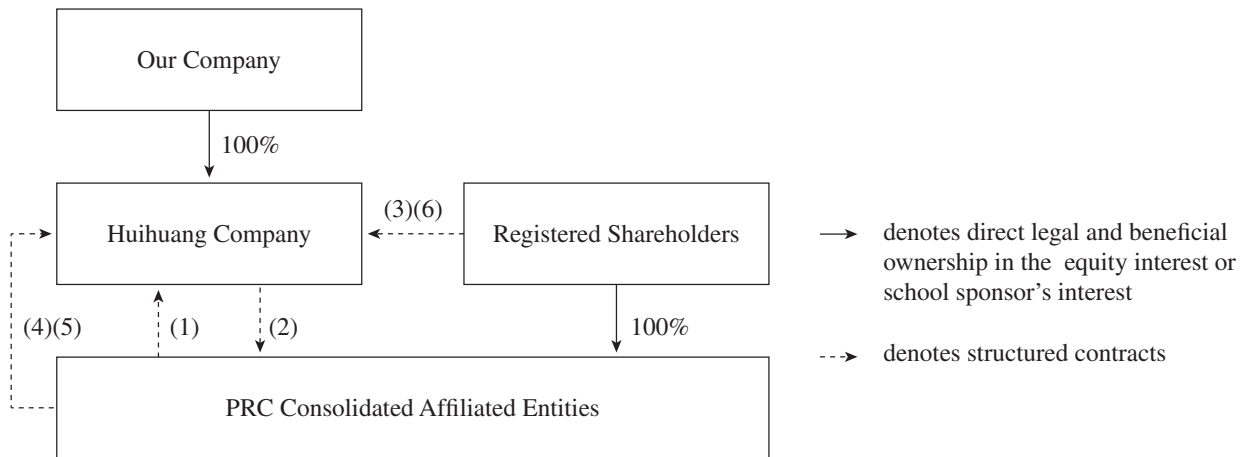 Our Company
100%
(3)(6)
Huihuang Company
Registered Shareholders
denotes direct legal and beneficial
ownership in the equity interest or
school sponsor’s interest
(4)(5)
(1)
(2)
100%
denotes structured contracts
PRC Consolidated Affiliated Entities